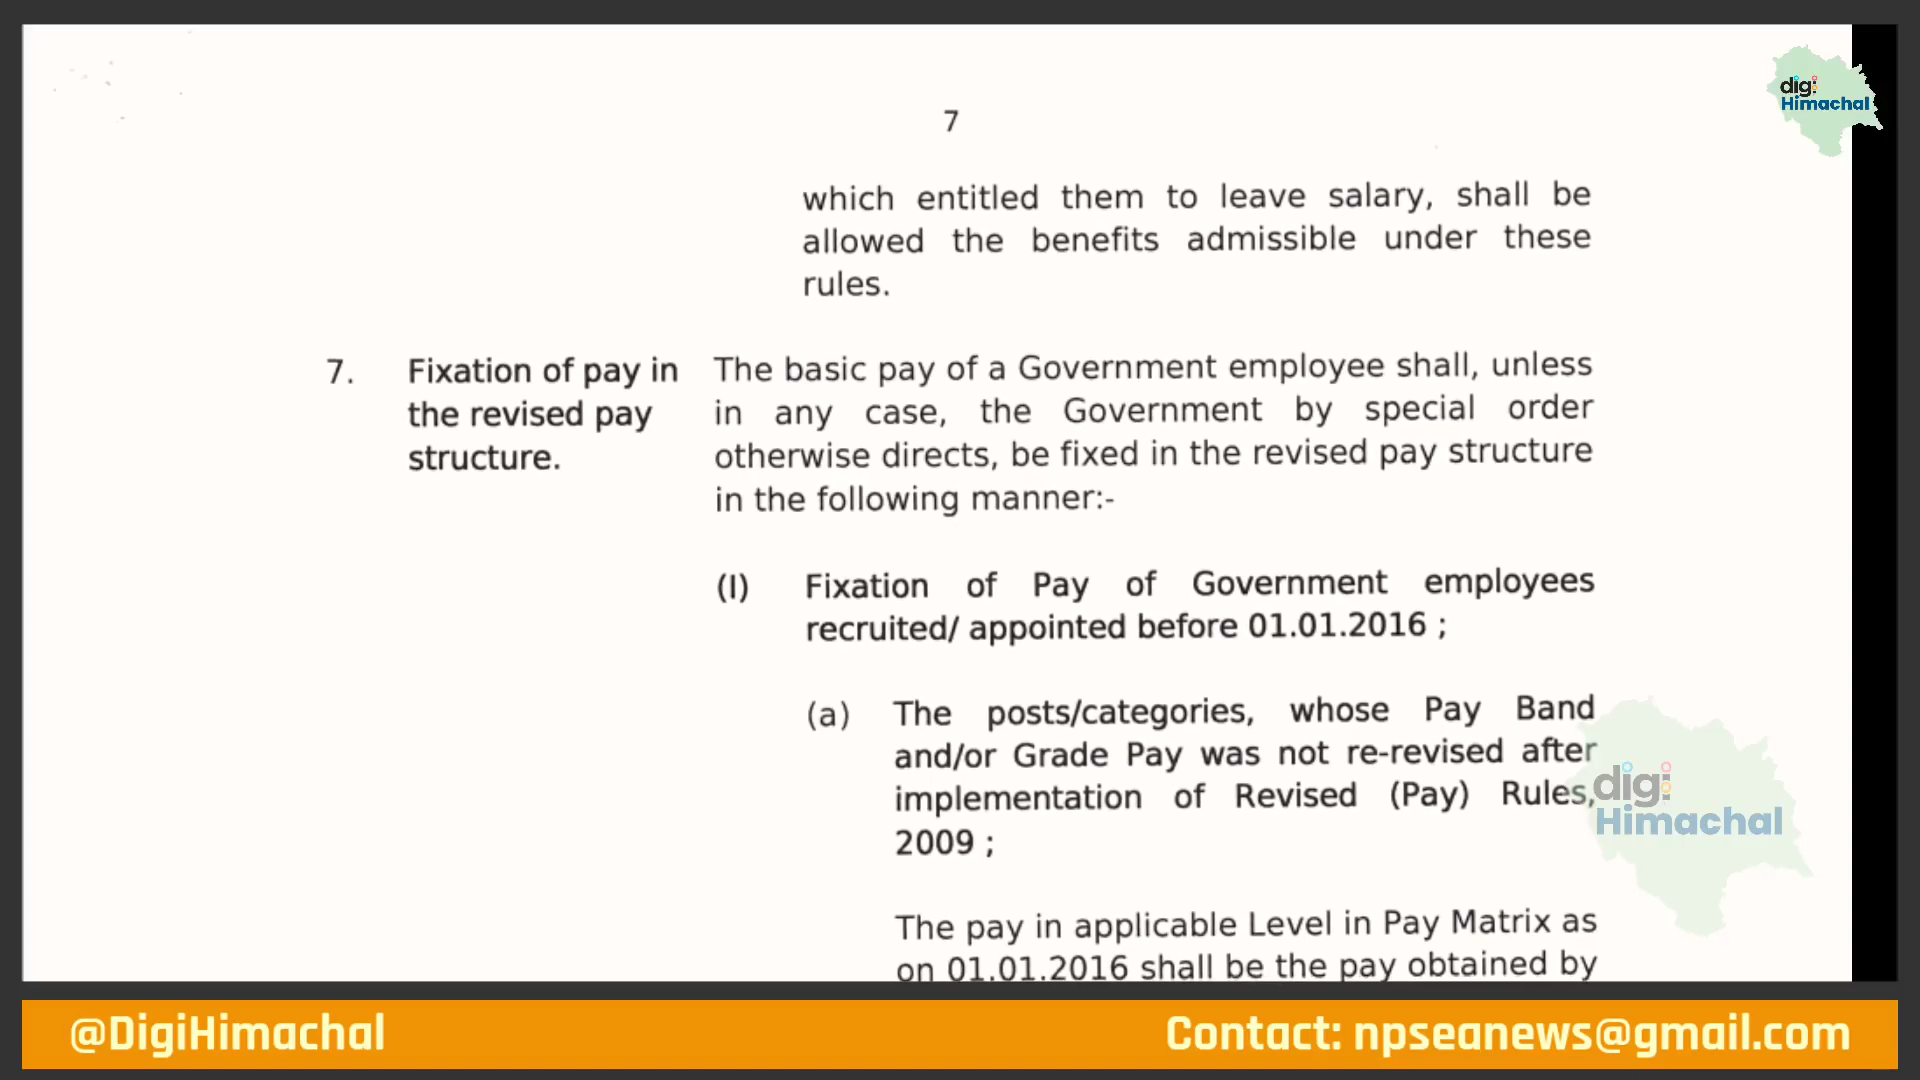 7
which entitled them to leave salary, shall be
allowed the benefits admissible under these
rules.
7. Fixation of pay in
the revised pay
structure.
The basic pay of a Government employee shall, unless
in any case, the Government by special order
otherwise directs, be fixed in the revised pay structure
in the following manner:-
(I) Fixation of Pay of Government employees
recruited/ appointed before 01.01.2016 ;
(a) The posts/categories, whose Pay Band
and/or Grade Pay was not re-revised after
implementation of Revised (Pay) Rules,
2009 ;
The pay in applicable Level in Pay Matrix as
on 01.01.2016 shall be the pay obtained by
digi
Himachal
digi
Himachal
@DigiHimachal
Contact: npseanews@gmail.com